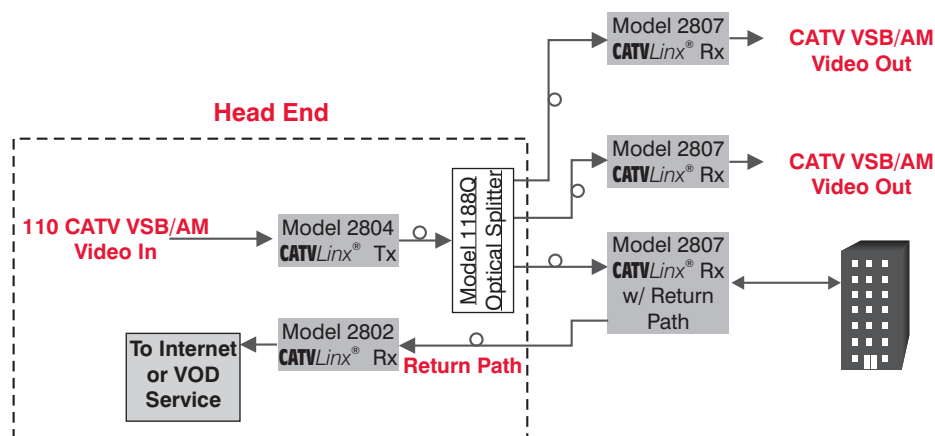 Model 2807
CATVLinx® Rx
CATV VSB/AM
Video Out
Head End
Model 2807
CATVLinx® Rx
CATV VSB/AM
Video Out
110 CATV VSB/AM
Video In
Model 2804
CATVLinx® Tx
Model 1188Q
Optical Splitter
Model 2807
CATVLinx® Rx
w/ Return
Path
To Internet
or VOD
Service
Model 2802
CATVLinx® Rx
Return Path